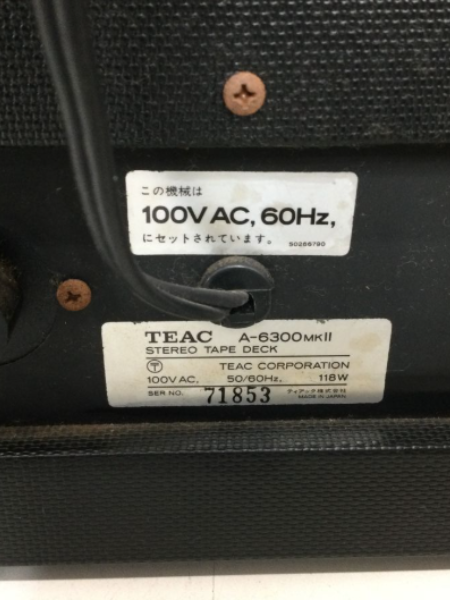 この機械は
100V AC, 60Hz,
にセットされています。 50266790
TEAC A-6300MKII
STEREO TAPE DECK
T TEAC CORPORATION
100V AC, 50/60Hz, 118W
SER NO. 71853 ティアック株式会社
MADE IN JAPAN